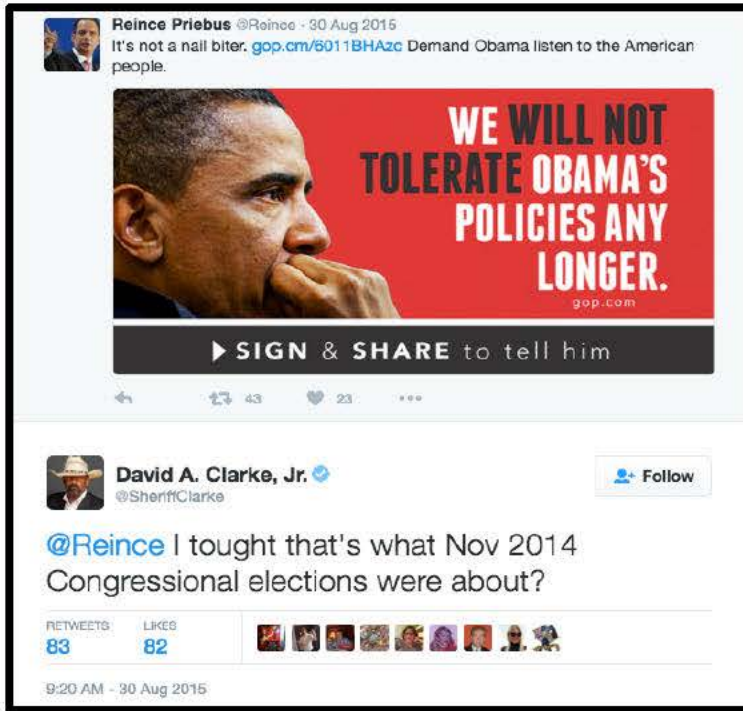 Reince Priebus @Reince · 30 Aug 2015
It's not a nail biter. gop.cm/6011BHAzc Demand Obama listen to the American
people.
WE WILL NOT
TOLERATE OBAMA'S
POLICIES ANY
LONGER.
gop.com
SIGN & SHARE to tell him
43 23
David A. Clarke, Jr.
@SheriffClarke
Follow
@Reince I tought that's what Nov 2014
Congressional elections were about?
RETWEETS LIKES
83 82
9:20 AM - 30 Aug 2015